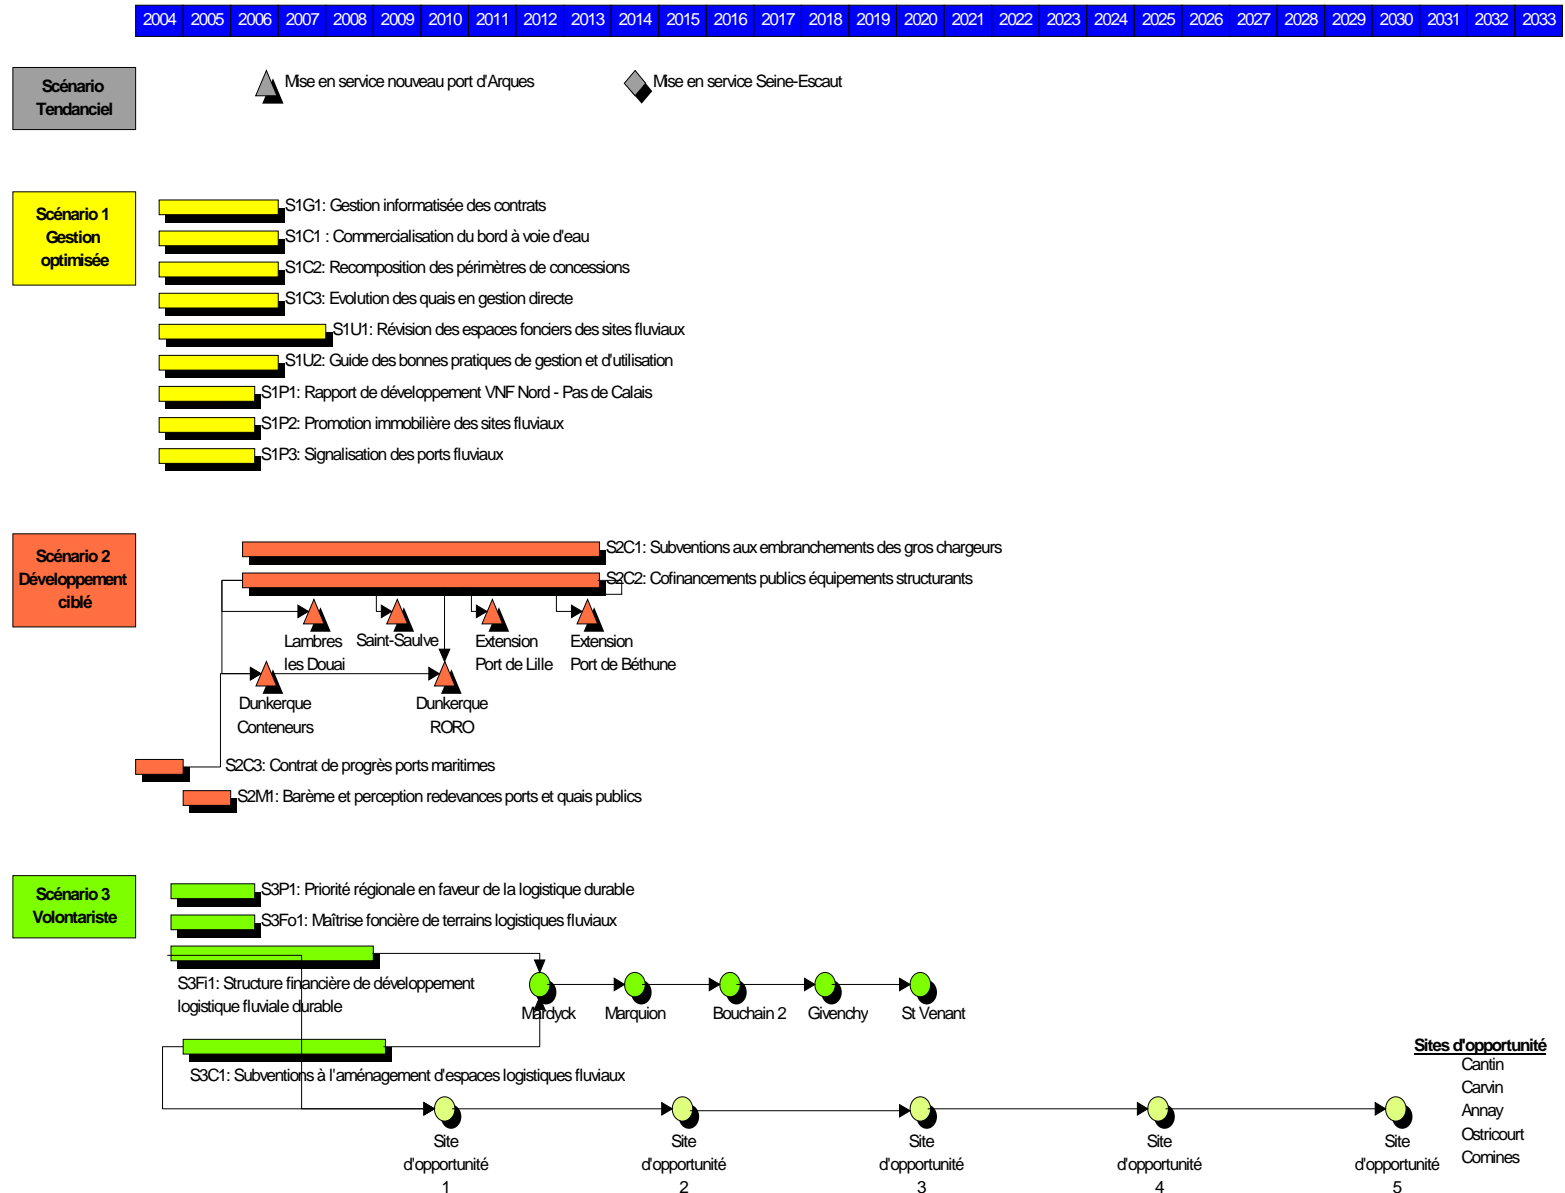 2004 2005 2006 2007 2008 2009 2010 2011 2012 2013 2014 2015 2016 2017 2018 2019 2020 2021 2022 2023 2024 2025 2026 2027 2028 2029 2030 2031 2032 2033
Scénario
Tendanciel
Mise en service nouveau port d'Arques
Mise en service Seine-Escaut
Scénario 1
Gestion
optimisée
S1G1: Gestion informatisée des contrats
S1C1 : Commercialisation du bord à voie d'eau
S1C2: Recomposition des périmètres de concessions
S1C3: Evolution des quais en gestion directe
S1U1: Révision des espaces fonciers des sites fluviaux
S1U2: Guide des bonnes pratiques de gestion et d'utilisation
S1P1: Rapport de développement VNF Nord - Pas de Calais
S1P2: Promotion immobilière des sites fluviaux
S1P3: Signalisation des ports fluviaux
Scénario 2
Développement
ciblé
S2C1: Subventions aux embranchements des gros chargeurs
S2C2: Cofinancements publics équipements structurants
Lambres
les Douai
Saint-Saulve
Extension
Port de Lille
Extension
Port de Béthune
Dunkerque
Conteneurs
Dunkerque
RORO
S2C3: Contrat de progrès ports maritimes
S2M1: Barème et perception redevances ports et quais publics
Scénario 3
Volontariste
S3P1: Priorité régionale en faveur de la logistique durable
S3Fo1: Maîtrise foncière de terrains logistiques fluviaux
S3Fi1: Structure financière de développement
logistique fluviale durable
Mardyck
Marquion
Bouchain 2
Givenchy
St Venant
S3C1: Subventions à l'aménagement d'espaces logistiques fluviaux
Sites d'opportunité
Cantin
Carvin
Annay
Ostricourt
Comines
Site
d'opportunité
1
Site
d'opportunité
2
Site
d'opportunité
3
Site
d'opportunité
4
Site
d'opportunité
5